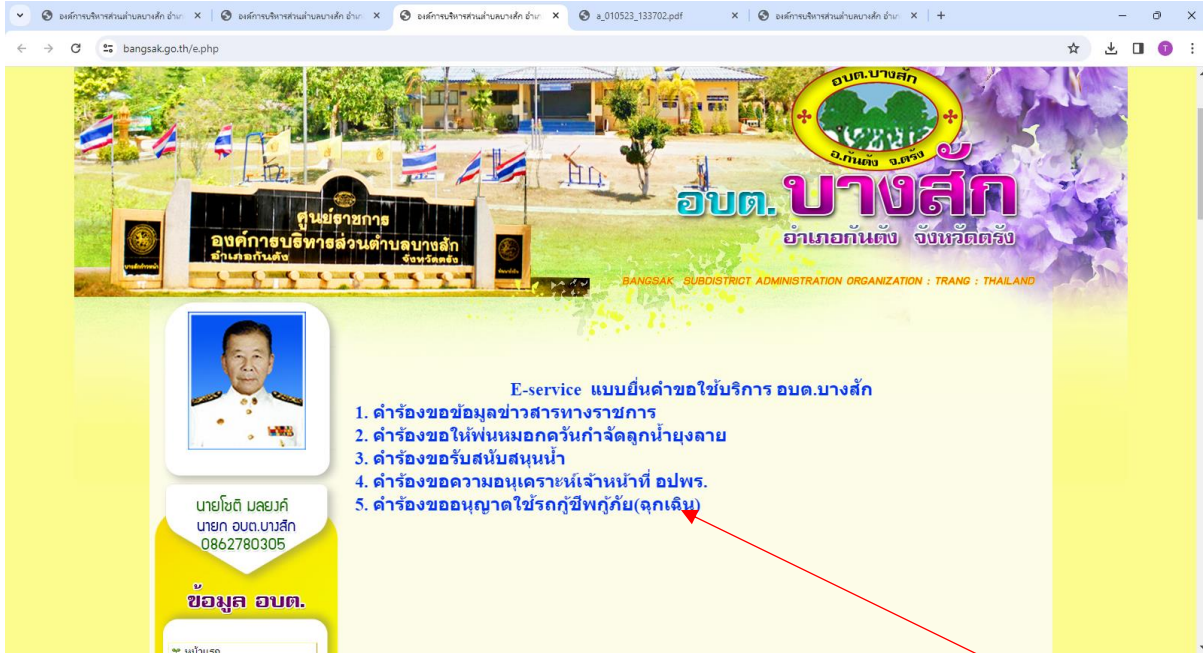 องค์การบริหารส่วนตำบลบางสัก อำเภ
องค์การบริหารส่วนตำบลบางสัก อำเภ
องค์การบริหารส่วนตำบลบางสัก อำเภ
a_010523_133702.pdf
องค์การบริหารส่วนตำบลบางสัก อำเภ
bangsak.go.th/e.php
T
อบต.บางสัก
อ.กันตัง จ.ตรัง
ศูนย์ราชการ
องค์การบริหารส่วนตำบลบางสัก
อำเภอกันตัง จังหวัดตรัง
อบต. บางสัก
อำเภอกันตัง จังหวัดตรัง
BANGSAK SUBDISTRICT ADMINISTRATION ORGANIZATION : TRANG : THAILAND
E-service แบบยื่นคำขอใช้บริการ อบต.บางสัก
1. คำร้องขอข้อมูลข่าวสารทางราชการ
2. คำร้องขอให้พ่นหมอกควันกำจัดลูกน้ำยุงลาย
3. คำร้องขอรับสนับสนุนน้ำ
4. คำร้องขอความอนุเคราะห์เจ้าหน้าที่ อปพร.
5. คำร้องขออนุญาตใช้รถกู้ชีพกู้ภัย(ฉุกเฉิน)
นายโชติ มลยงค์
นายก อบต.บางสัก
0862780305
ข้อมูล อบต.
หน้าแรก